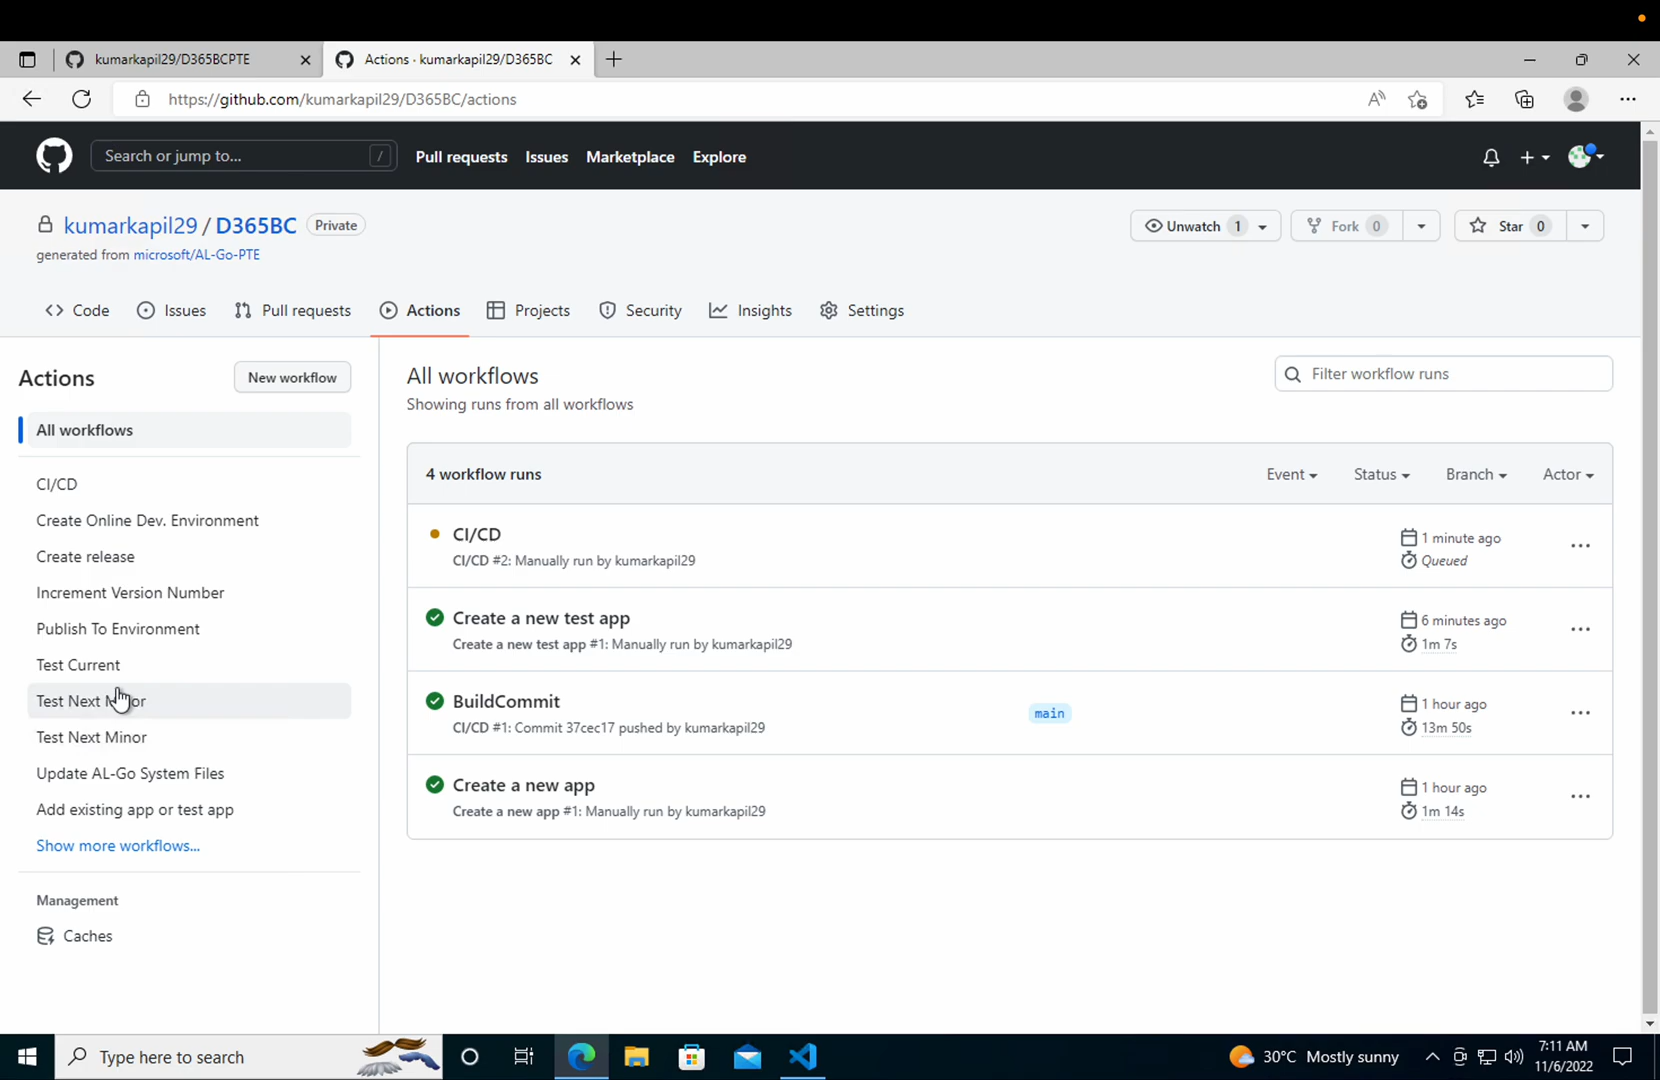 kumarkapil29/D365BCPTE
Actions · kumarkapil29/D365BC
https://github.com/kumarkapil29/D365BC/actions
Search or jump to... /
Pull requests Issues Marketplace Explore
kumarkapil29 / D365BC Private
Unwatch 1 Fork 0 Star 0
generated from microsoft/AL-Go-PTE
Code Issues Pull requests Actions Projects Security Insights Settings
Actions
New workflow
All workflows
CI/CD
Create Online Dev. Environment
Create release
Increment Version Number
Publish To Environment
Test Current
Test Next Minor
Test Next Minor
Update AL-Go System Files
Add existing app or test app
Show more workflows...
Management
Caches
All workflows
Showing runs from all workflows
Filter workflow runs
4 workflow runs
Event Status Branch Actor
CI/CD
CI/CD #2: Manually run by kumarkapil29
1 minute ago
Queued
Create a new test app
Create a new test app #1: Manually run by kumarkapil29
6 minutes ago
1m 7s
BuildCommit
CI/CD #1: Commit 37cec17 pushed by kumarkapil29
main
1 hour ago
13m 50s
Create a new app
Create a new app #1: Manually run by kumarkapil29
1 hour ago
1m 14s
Type here to search
30°C Mostly sunny
7:11 AM
11/6/2022